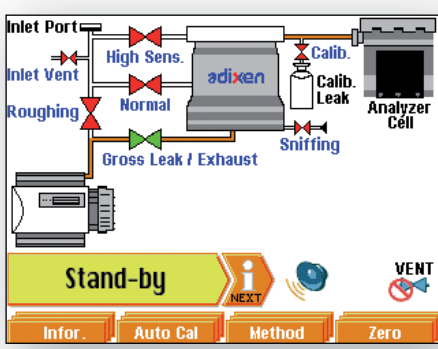 Inlet Port
High Sens.
Calib.
Inlet Vent
adixen
Calib.
Leak
Roughing
Normal
Analyzer
Cell
Gross Leak / Exhaust
Sniffing
Stand-by
i
NEXT
VENT
Infor.
Auto Cal
Method
Zero